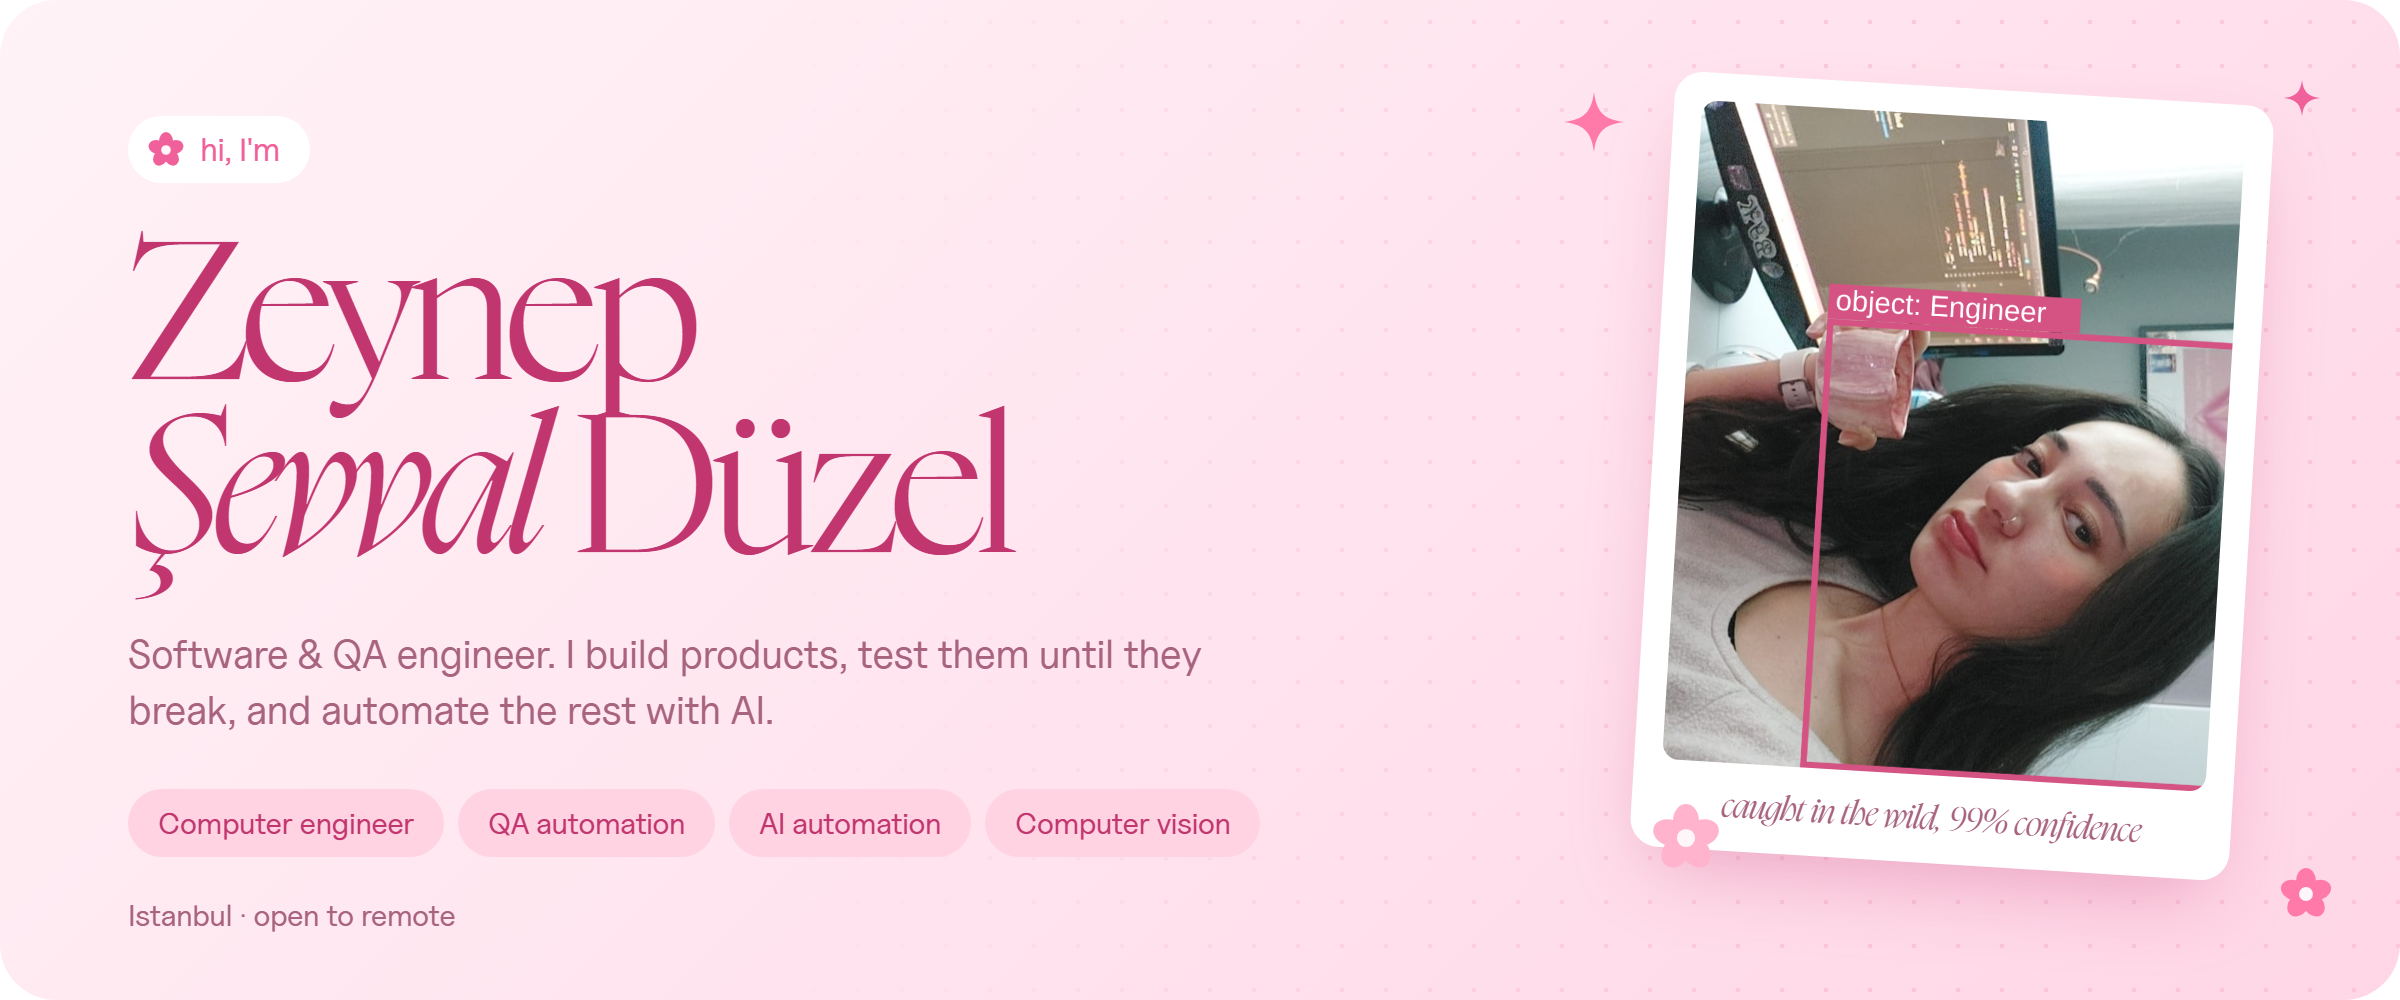 hi, I'm
Zeynep
Şevval Düzel
Software & QA engineer. I build products, test them until they
break, and automate the rest with AI.
Computer engineer
QA automation
AI automation
Computer vision
Istanbul · open to remote
object: Engineer
caught in the wild, 99% confidence